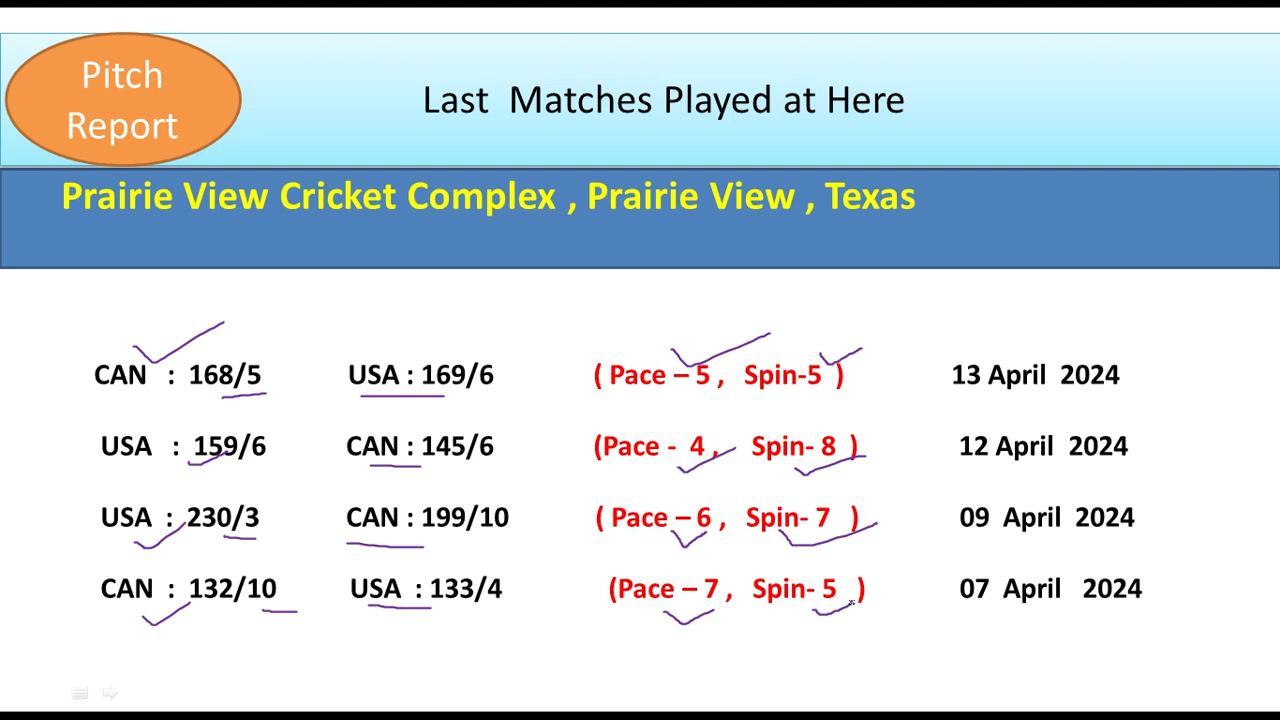 Pitch
Report
Last Matches Played at Here
Prairie View Cricket Complex , Prairie View , Texas
CAN : 168/5 USA : 169/6 ( Pace – 5 , Spin-5 ) 13 April 2024
USA : 159/6 CAN : 145/6 (Pace - 4 , Spin- 8 ) 12 April 2024
USA : 230/3 CAN : 199/10 ( Pace – 6 , Spin- 7 ) 09 April 2024
CAN : 132/10 USA : 133/4 (Pace – 7 , Spin- 5 ) 07 April 2024